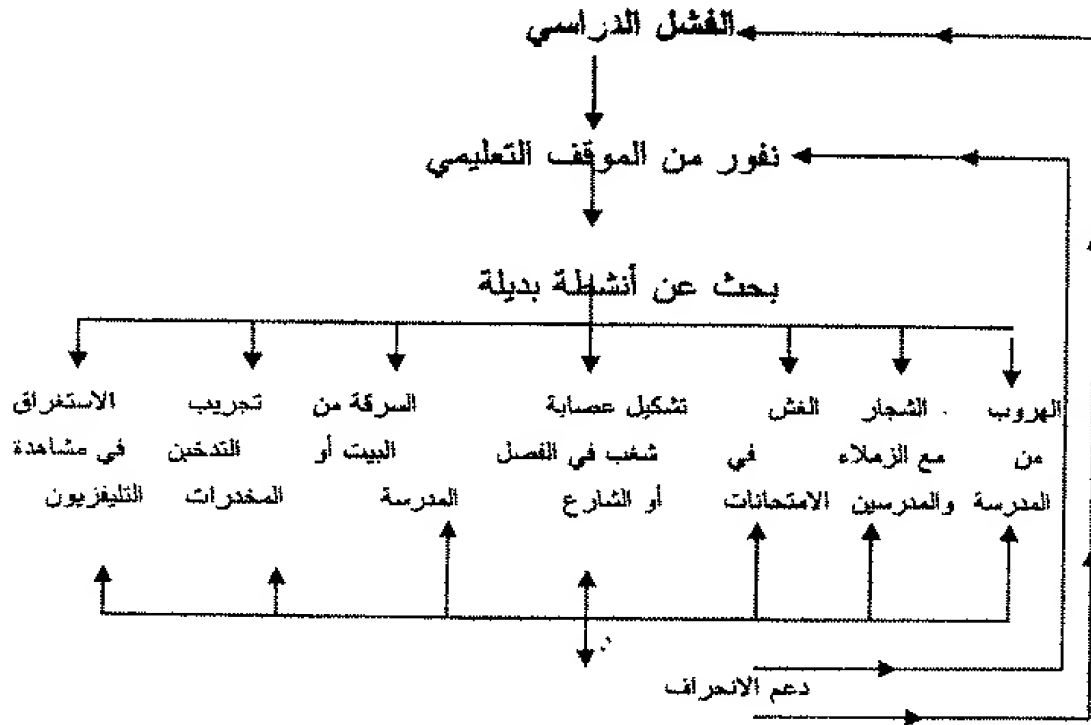 الفشل الدراسي
نفور من الموقف التعليمي
بحث عن أنشطة بديلة
الهروب
من
المدرسة
الشجار
مع الزملاء
والمدرسين
الغش
في
الامتحانات
تشكيل عصابة
شغب في الفصل
أو الشارع
السرقة من
البيت أو
المدرسة
تجريب
التدخين
المخدرات
الاستغراق
في مشاهدة
التليفزيون
دعم الانحراف